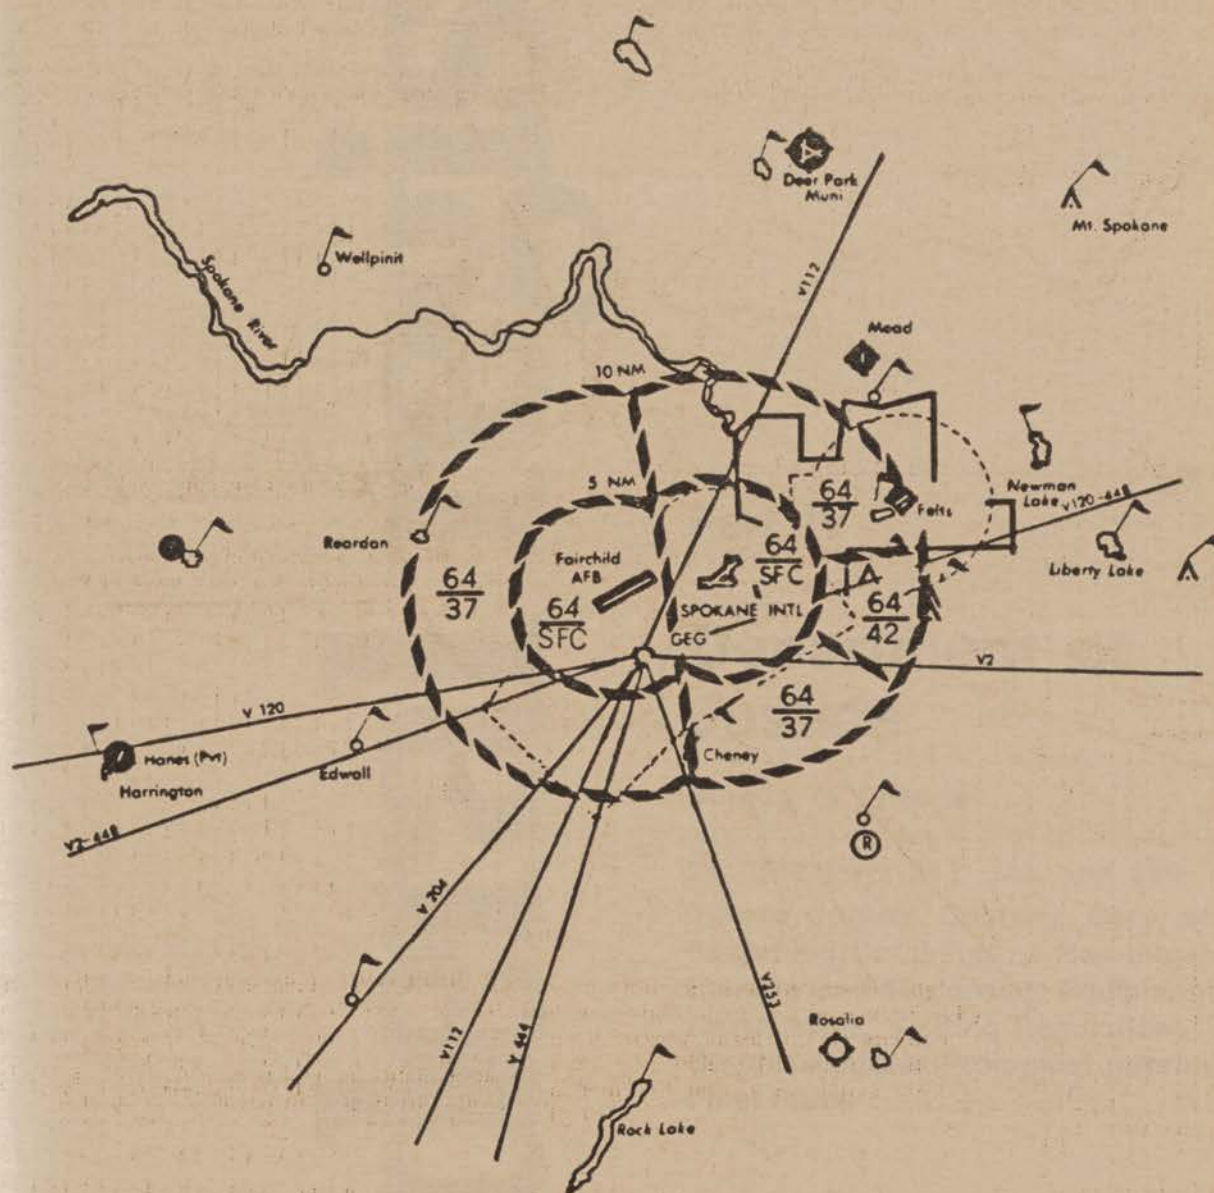 Deer Park
Muni
Mt. Spokane
Spokane River
Wellpinit
V112
Mead
10 NM
5 NM
64
37
Felts
Newman
Lake
V120-448
Reardan
Fairchild
AFB
64
SFC
Liberty Lake
64
37
64
SFC
SPOKANE INTL
64
42
GEG
V2
64
37
V 120
Cheney
Hanes (Pvt)
Harrington
Edwall
V2-448
R
V 204
V253
V112
V 444
Rosalia
Rock Lake